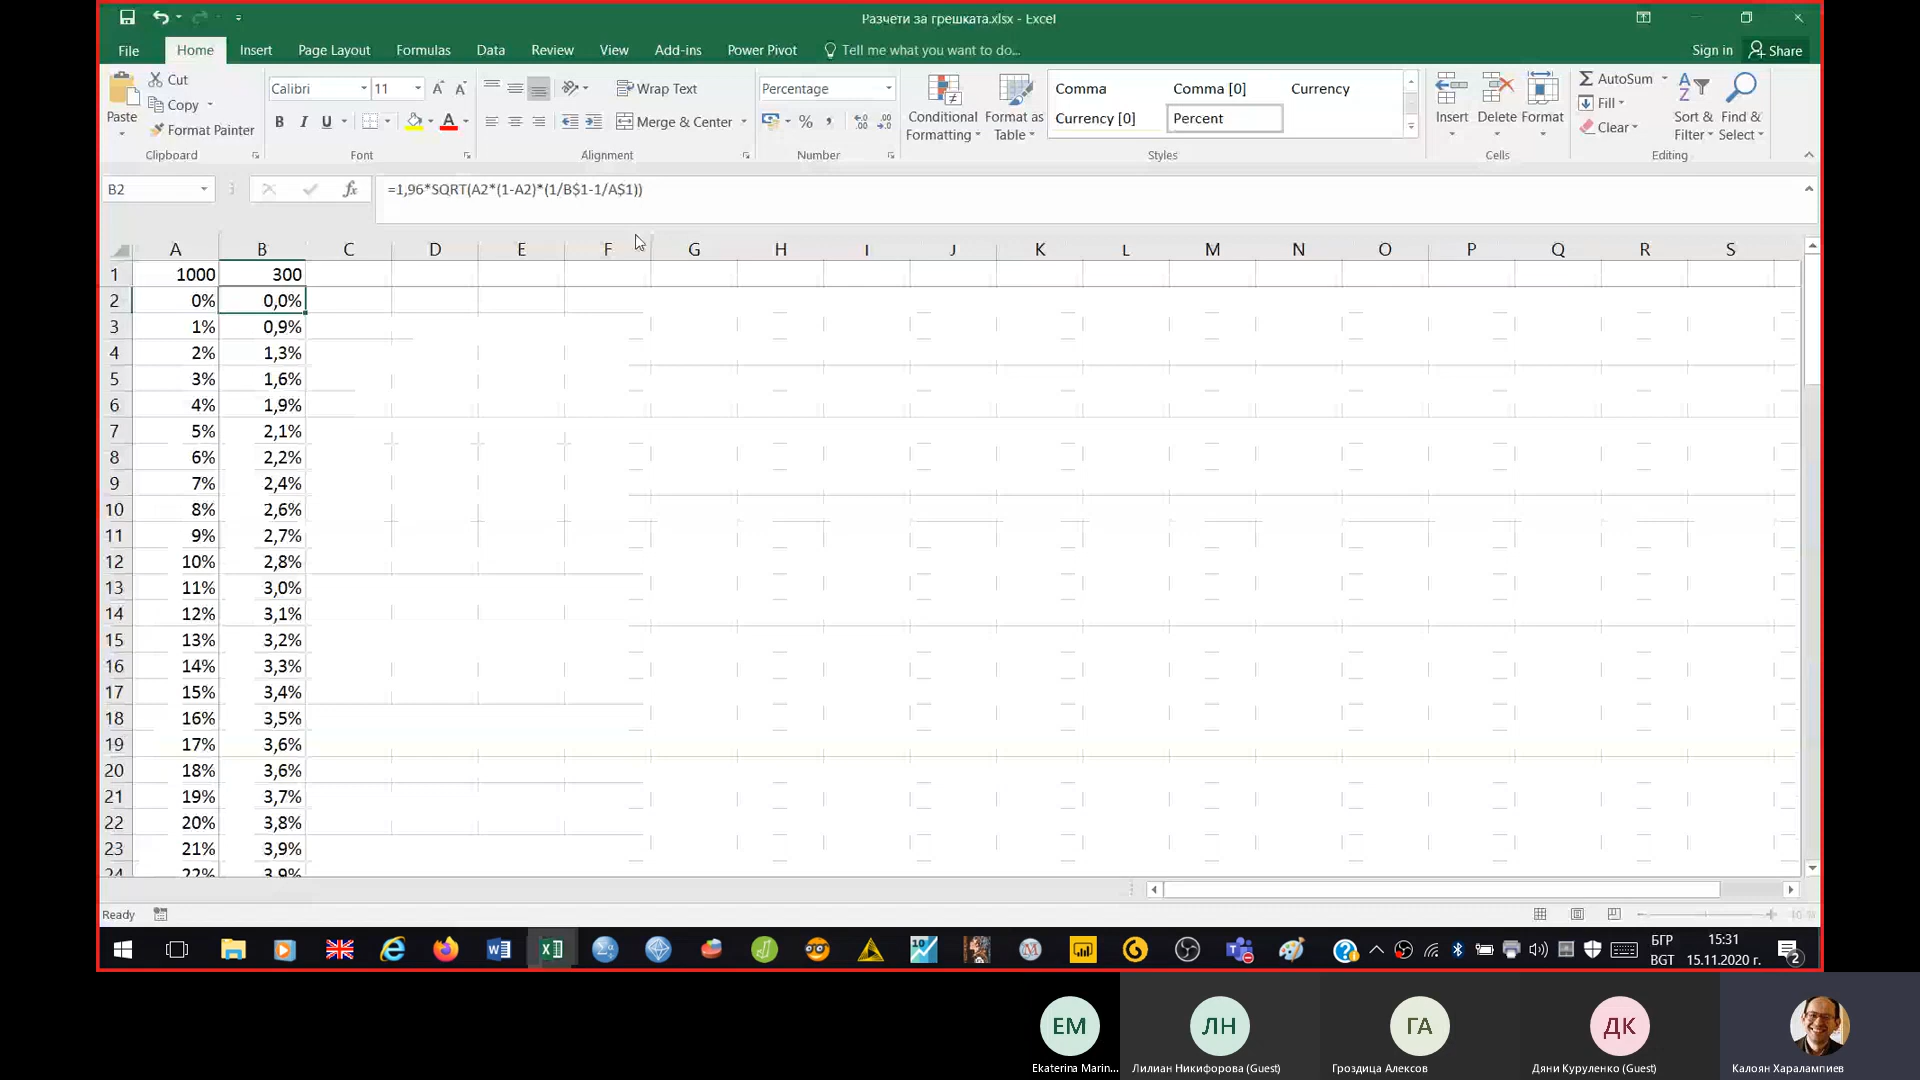 Разчети за грешката.xlsx - Excel
File Home Insert Page Layout Formulas Data Review View Add-ins Power Pivot Tell me what you want to do... Sign in Share
Paste Cut Copy Format Painter Clipboard
Calibri 11 Font
Wrap Text Merge & Center Alignment
Percentage Number
Conditional Formatting Format as Table
Comma Comma [0] Currency
Currency [0] Percent
Styles
Insert Delete Format Cells
AutoSum Fill Clear Sort & Filter Find & Select Editing
B2 =1,96*SQRT(A2*(1-A2)*(1/B$1-1/A$1))
A B C D E F G H I J K L M N O P Q R S
1 1000 300
2 0% 0,0%
3 1% 0,9%
4 2% 1,3%
5 3% 1,6%
6 4% 1,9%
7 5% 2,1%
8 6% 2,2%
9 7% 2,4%
10 8% 2,6%
11 9% 2,7%
12 10% 2,8%
13 11% 3,0%
14 12% 3,1%
15 13% 3,2%
16 14% 3,3%
17 15% 3,4%
18 16% 3,5%
19 17% 3,6%
20 18% 3,6%
21 19% 3,7%
22 20% 3,8%
23 21% 3,9%
24 22% 3,9%
Ready
БГР 15:31
BGT 15.11.2020 г. 2
ЕМ ЛН ГА ДК
Ekaterina Marin... Лилиан Никифорова (Guest) Гроздица Алексов Дяни Куруленко (Guest) Калоян Харалампиев